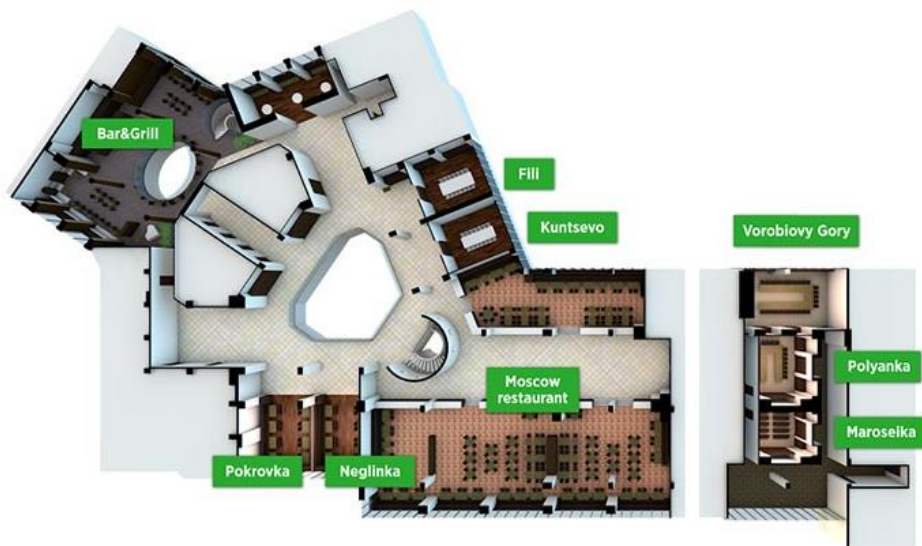 Bar&Grill
Fili
Kuntsevo
Vorobiovy Gory
Moscow
restaurant
Polyanka
Maroseika
Pokrovka
Neglinka